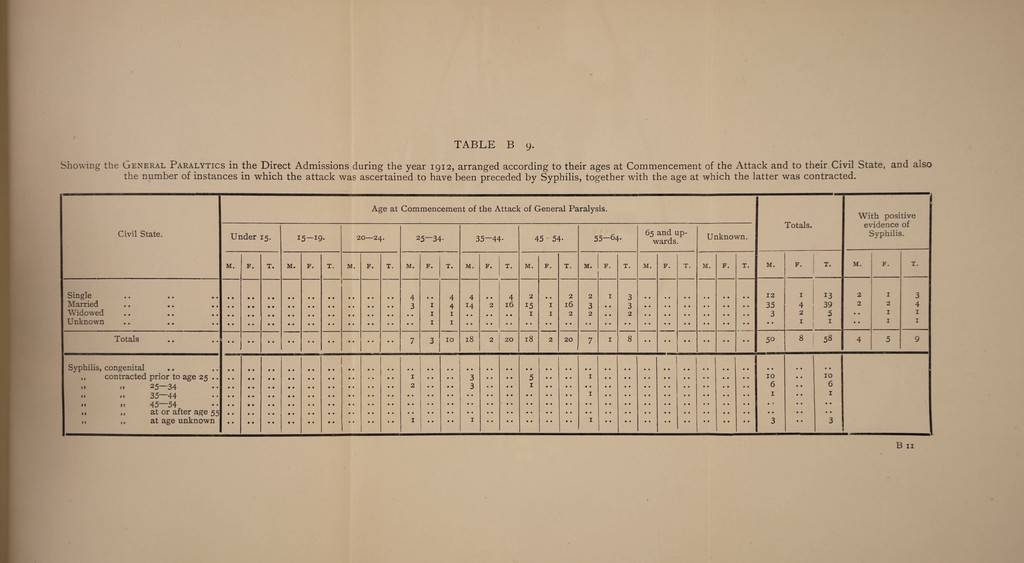 TABLE B 9.
Showing the GENERAL PARALYTICS in the Direct Admissions during the year 1912, arranged according to their ages at Commencement of the Attack and to their Civil State, and also
the number of instances in which the attack was ascertained to have been preceded by Syphilis, together with the age at which the latter was contracted.
Civil State. Age at Commencement of the Attack of General Paralysis. Totals. With positive evidence of Syphilis.
Under 15. 15—19. 20—24. 25—34. 35—44. 45—54. 55—64. 65 and up-wards. Unknown.
M. F. T. M. F. T. M. F. T. M. F. T. M. F. T. M. F. T. M. F. T. M. F. T. M. F. T. M. F. T. M. F. T.
Single .. .. .. .. .. .. .. .. .. .. .. .. 4 .. 4 4 .. 4 2 .. 2 2 1 3 .. .. .. .. .. .. 12 1 13 2 1 3
Married .. .. .. .. .. .. .. .. .. .. .. .. 3 1 4 14 2 16 15 1 16 3 .. 3 .. .. .. .. .. .. 35 4 39 2 2 4
Widowed .. .. .. .. .. .. .. .. .. .. .. .. .. 1 1 .. .. .. 1 1 2 2 .. 2 .. .. .. .. .. .. 3 2 5 .. 1 1
Unknown .. .. .. .. .. .. .. .. .. .. .. .. .. 1 1 .. .. .. .. .. .. .. .. .. .. .. .. .. .. .. .. 1 1 .. 1 1
Totals .. .. .. .. .. .. .. .. .. .. .. 7 3 10 18 2 20 18 2 20 7 1 8 .. .. .. .. .. .. 50 8 58 4 5 9
Syphilis, congenital .. .. .. .. .. .. .. .. .. .. .. .. .. .. .. .. .. .. .. .. .. .. .. .. .. .. .. .. .. .. .. ..
„ contracted prior to age 25 .. .. .. .. .. .. .. .. .. .. 1 .. .. 3 .. .. 5 .. .. 1 .. .. .. .. .. .. .. .. 10 .. 10
„ „ 25—34 .. .. .. .. .. .. .. .. .. .. 2 .. .. 3 .. .. 1 .. .. .. .. .. .. .. .. .. .. .. 6 .. 6
„ „ 35—44 .. .. .. .. .. .. .. .. .. .. .. .. .. .. .. .. .. .. .. 1 .. .. .. .. .. .. .. .. 1 .. 1
„ „ 45—54 .. .. .. .. .. .. .. .. .. .. .. .. .. .. .. .. .. .. .. .. .. .. .. .. .. .. .. .. .. .. ..
„ „ at or after age 55 .. .. .. .. .. .. .. .. .. .. .. .. .. .. .. .. .. .. .. .. .. .. .. .. .. .. .. .. .. ..
„ „ at age unknown .. .. .. .. .. .. .. .. .. 1 .. .. 1 .. .. .. .. .. 1 .. .. .. .. .. .. .. .. 3 .. 3
B 11